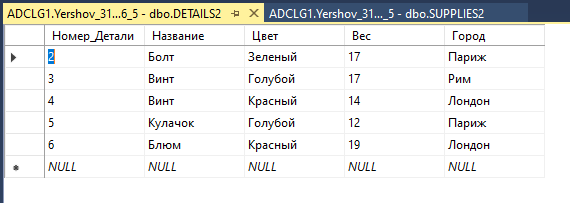 ADCLG1.Yershov_31...6_5 - dbo.DETAILS2 ADCLG1.Yershov_31..._5 - dbo.SUPPLIES2
Номер_Детали Название Цвет Вес Город
2 Болт Зеленый 17 Париж
3 Винт Голубой 17 Рим
4 Винт Красный 14 Лондон
5 Кулачок Голубой 12 Париж
6 Блюм Красный 19 Лондон
NULL NULL NULL NULL NULL